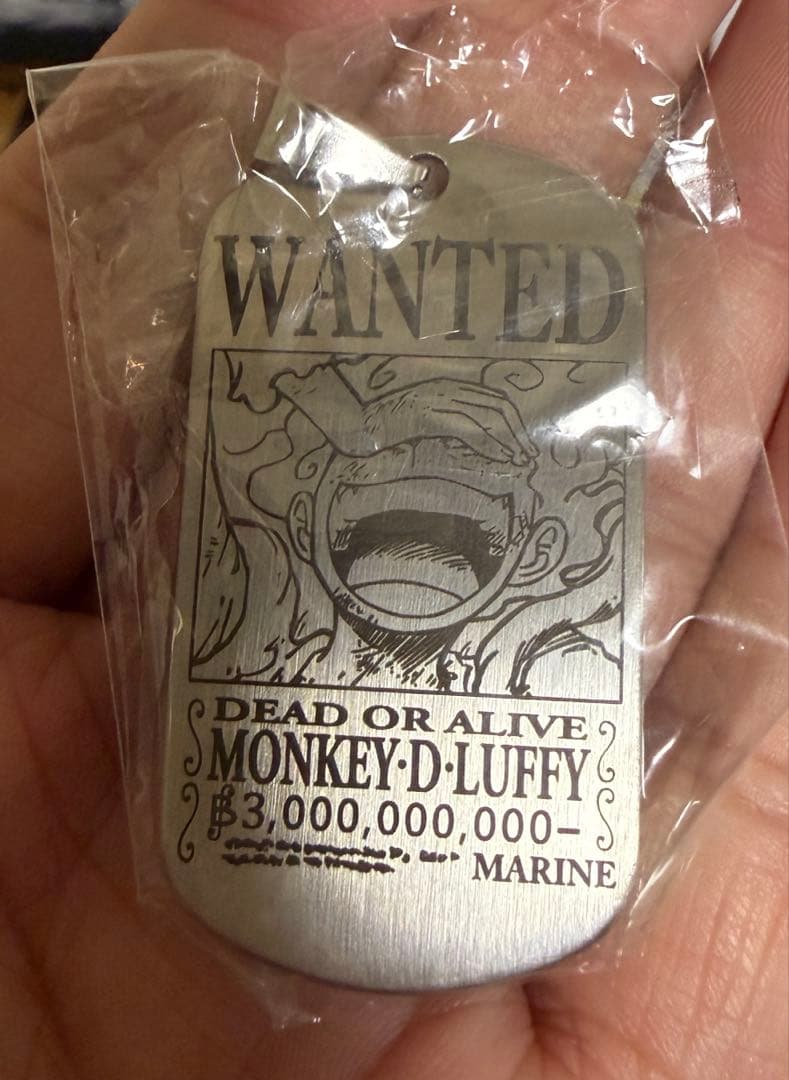 WANTED
DEAD OR ALIVE
MONKEY·D·LUFFY
฿3,000,000,000-
MARINE